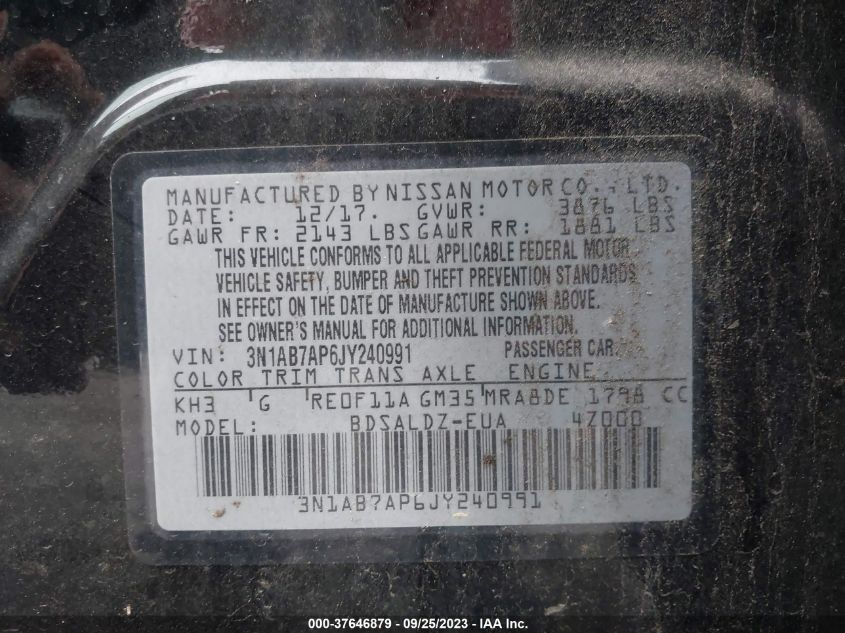 MANUFACTURED BY NISSAN MOTOR CO., LTD.
DATE: 12/17. GVWR: 3876 LBS
GAWR FR: 2143 LBS GAWR RR: 1881 LBS
THIS VEHICLE CONFORMS TO ALL APPLICABLE FEDERAL MOTOR
VEHICLE SAFETY, BUMPER AND THEFT PREVENTION STANDARDS
IN EFFECT ON THE DATE OF MANUFACTURE SHOWN ABOVE.
SEE OWNER'S MANUAL FOR ADDITIONAL INFORMATION.
VIN: 3N1AB7AP6JY240991 PASSENGER CAR
COLOR TRIM TRANS AXLE ENGINE
KH3 G RE0F11A GM35 MRA8DE 1798 CC
MODEL: BDSALDZ-EUA 4Z000
3N1AB7AP6JY240991
000-37646879 - 09/25/2023 - IAA Inc.